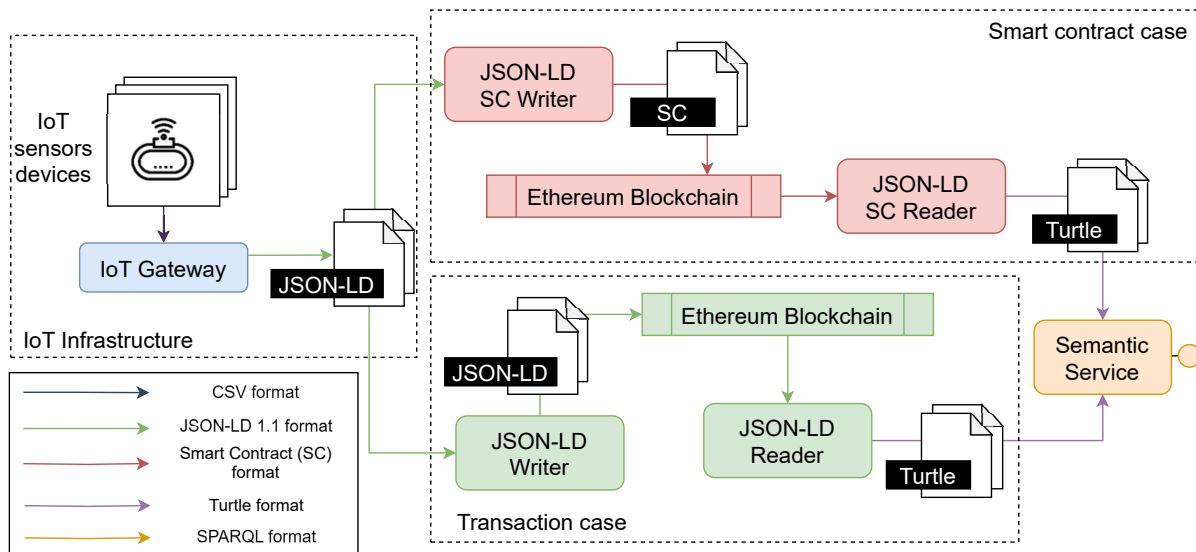 IoT
sensors
devices
IoT Gateway
JSON-LD
IoT Infrastructure
Smart contract case
JSON-LD
SC Writer
SC
Ethereum Blockchain
JSON-LD
SC Reader
Turtle
JSON-LD
Ethereum Blockchain
JSON-LD
Writer
JSON-LD
Reader
Turtle
Transaction case
Semantic
Service
CSV format
JSON-LD 1.1 format
Smart Contract (SC)
format
Turtle format
SPARQL format